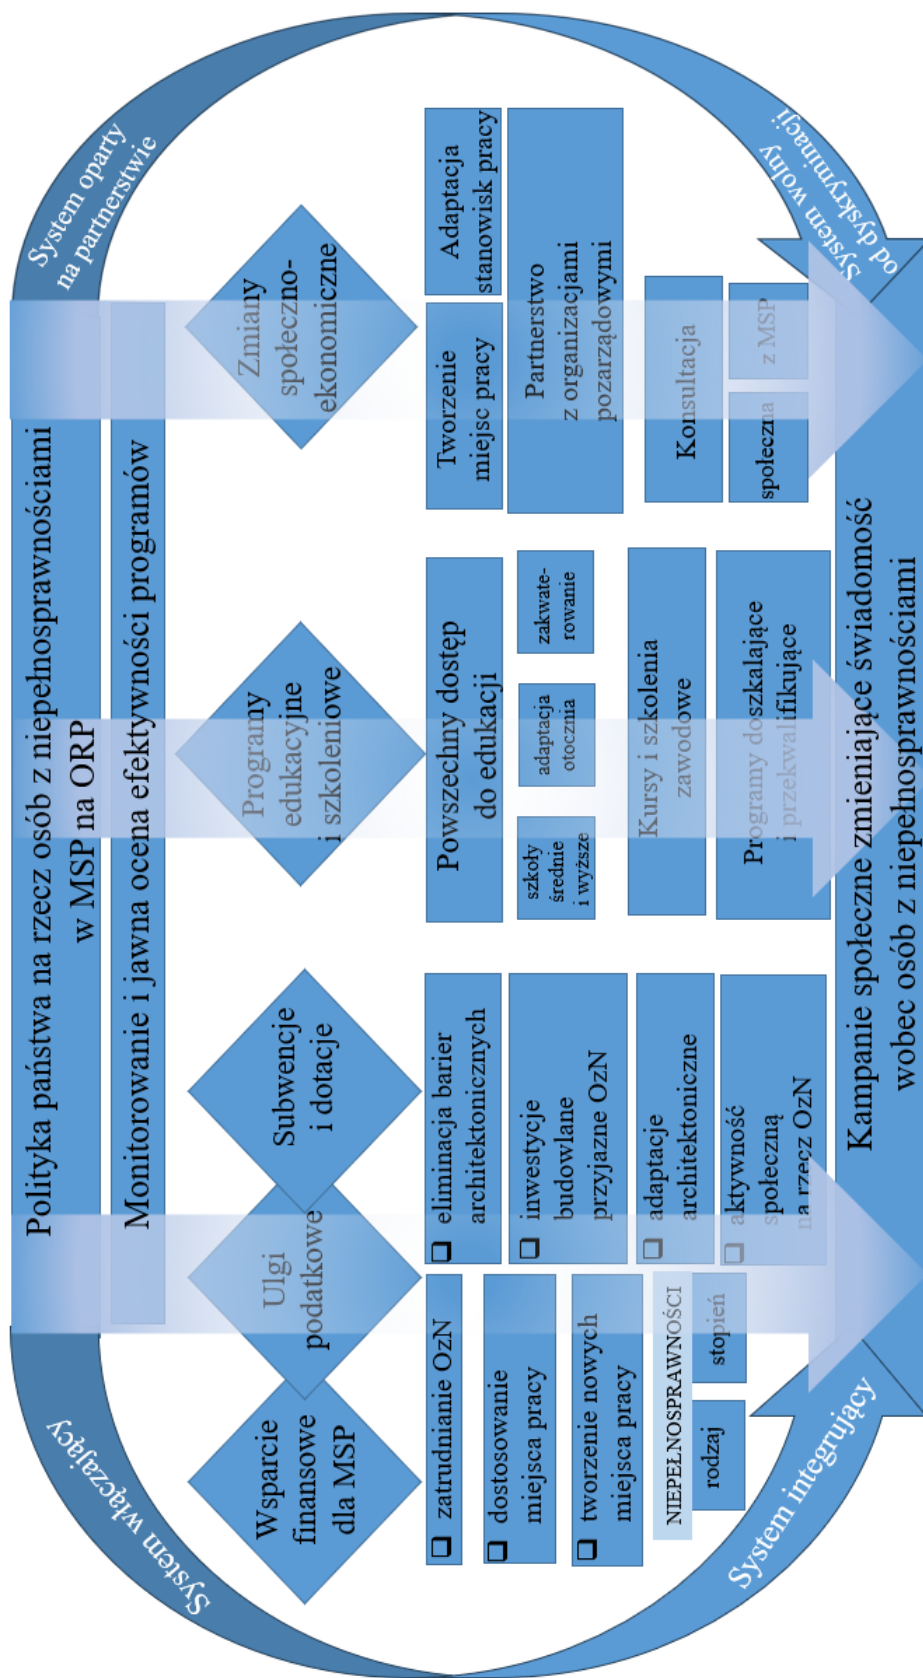 Polityka państwa na rzecz osób z niepełnosprawnościami
w MSP na ORP
Monitorowanie i jawna ocena efektywności programów
System włączający
System oparty
na partnerstwie
Wsparcie
finansowe
dla MSP
Ulgi
podatkowe
Subwencje
i dotacje
Programy
edukacyjne
i szkoleniowe
Zmiany
społeczno-
ekonomiczne
❑ zatrudnianie OzN
❑ dostosowanie
miejsca pracy
❑ tworzenie nowych
miejsca pracy
NIEPEŁNOSPRAWNOŚCI
rodzaj
stopień
❑ eliminacja barier
architektonicznych
❑ inwestycje
budowlane
przyjazne OzN
❑ adaptacje
architektoniczne
❑ aktywność
społeczną
na rzecz OzN
Powszechny dostęp
do edukacji
szkoły
średnie
i wyższe
adaptacja
otocznia
zakwate-
rowanie
Kursy i szkolenia
zawodowe
Programy doszkalające
i przekwalifikujące
Tworzenie
miejsc pracy
Adaptacja
stanowisk pracy
Partnerstwo
z organizacjami
pozarządowymi
Konsultacja
społeczna
z MSP
System integrujący
System wolny
od dyskryminacji
Kampanie społeczne zmieniające świadomość
wobec osób z niepełnosprawnościami